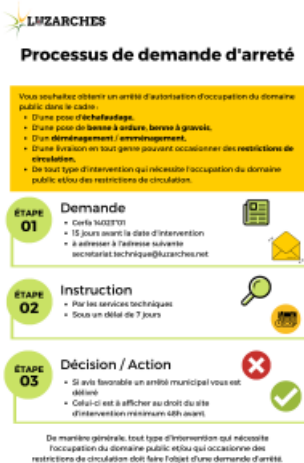 LUZARCHES
Processus de demande d'arreté
Vous souhaitez obtenir un arrêté d'autorisation d'occupation du domaine
public dans le cadre :
• D'une pose d'échafaudage,
• D'une pose de benne à ordure, benne à gravois,
• D'un déménagement / emménagement,
• D'une livraison en tout genre pouvant occasionner des restrictions de
circulation,
• De tout type d'intervention qui nécessite l'occupation du domaine
public et/ou des restrictions de circulation.
ÉTAPE
01
Demande
• Cerfa 14023*01
• 15 jours avant la date d'intervention
• à adresser à l'adresse suivante
secretariat.technique@luzarches.net
ÉTAPE
02
Instruction
• Par les services techniques
• Sous un délai de 7 jours
ÉTAPE
03
Décision / Action
• Si avis favorable un arrêté municipal vous est
délivré
• Celui-ci est à afficher au droit du site
d'intervention minimum 48h avant.
De manière générale, tout type d'intervention qui nécessite
l'occupation du domaine public et/ou qui occasionne des
restrictions de circulation doit faire l'objet d'une demande d'arrêté.